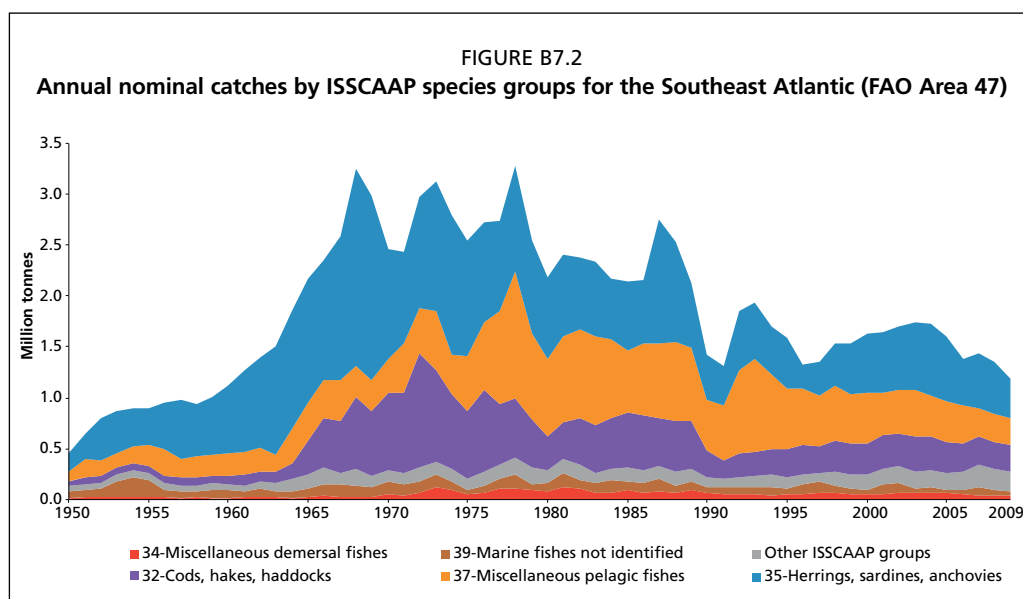 FIGURE B7.2
Annual nominal catches by ISSCAAP species groups for the Southeast Atlantic (FAO Area 47)
3.5
3.0
2.5
2.0
1.5
1.0
0.5
0.0
Million tonnes
1950 1955 1960 1965 1970 1975 1980 1985 1990 1995 2000 2005 2009
34-Miscellaneous demersal fishes 39-Marine fishes not identified Other ISSCAAP groups
32-Cods, hakes, haddocks 37-Miscellaneous pelagic fishes 35-Herrings, sardines, anchovies